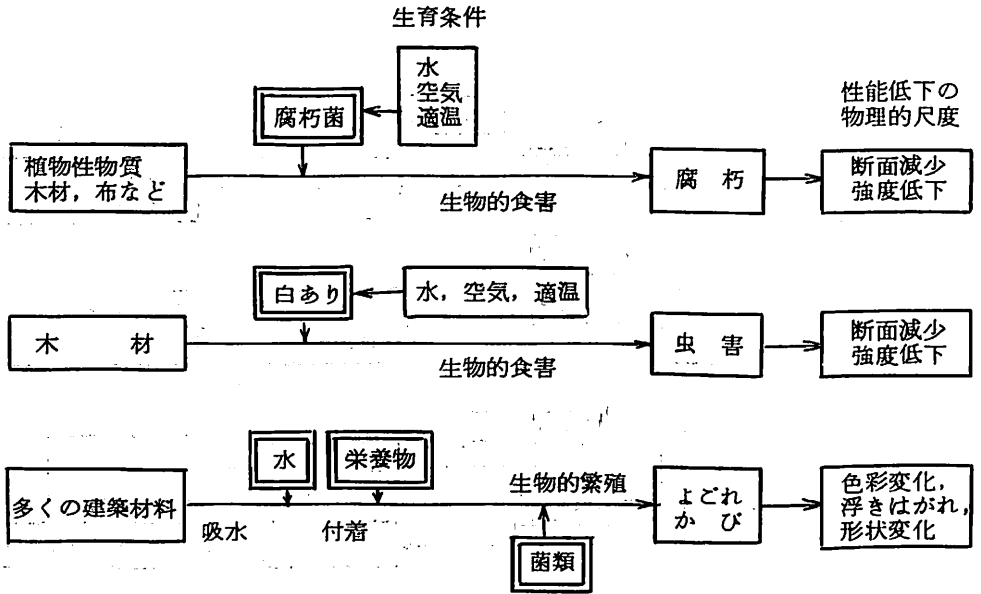 生育条件
水
空気
適温
腐朽菌
性能低下の
物理的尺度
植物性物質
木材，布など
生物的食害
腐 朽
断面減少
強度低下
白あり
水，空気，適温
木 材
生物的食害
虫 害
断面減少
強度低下
水
栄養物
多くの建築材料
吸水
付着
生物的繁殖
菌類
よごれ
か び
色彩変化，
浮きはがれ，
形状変化